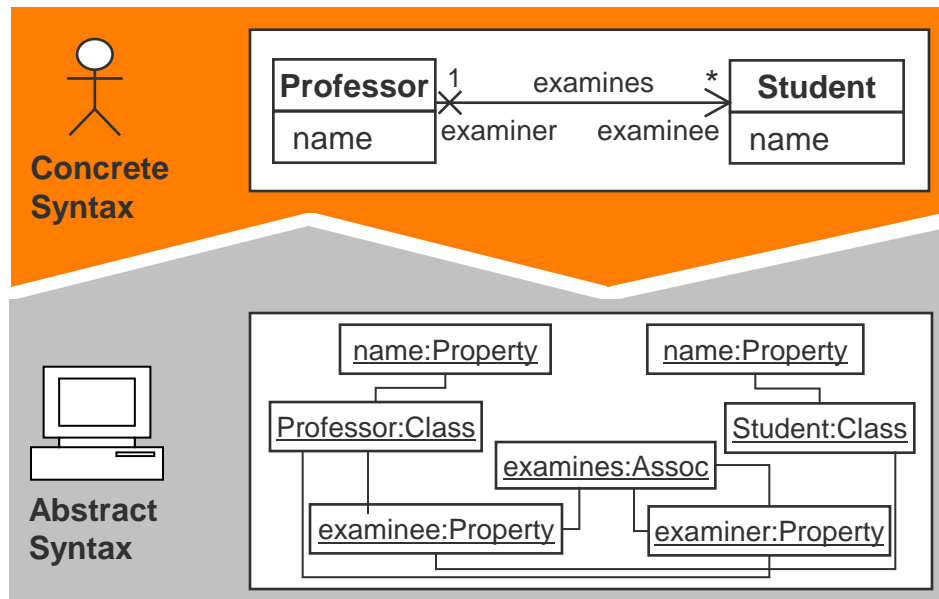 Concrete
Syntax
Professor
name
1
examines
*
examiner
examinee
Student
name
Abstract
Syntax
name:Property
name:Property
Professor:Class
Student:Class
examines:Assoc
examinee:Property
examiner:Property